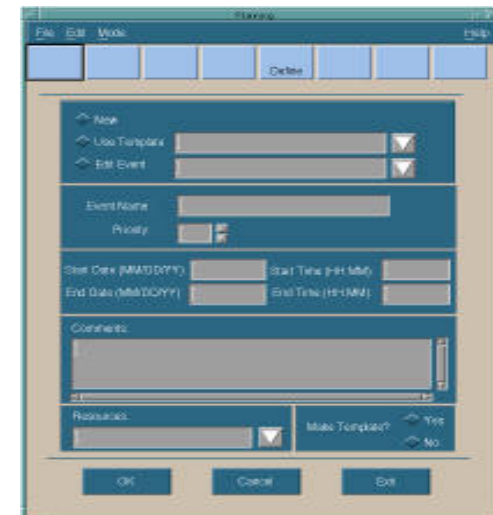 Planning
File Edit Mode Help
Define
New
Use Template
Edit Event
Event Name
Priority
Start Date (MM/DD/YY) Start Time (HH:MM)
End Date (MM/DD/YY) End Time (HH:MM)
Comments
Resources
Make Template? Yes
No
OK Cancel Exit